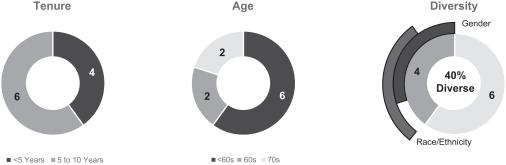 Tenure
4
6
<5 Years 5 to 10 Years
Age
2
2
6
<60s 60s 70s
Diversity
Gender
4
40%
Diverse
6
Race/Ethnicity